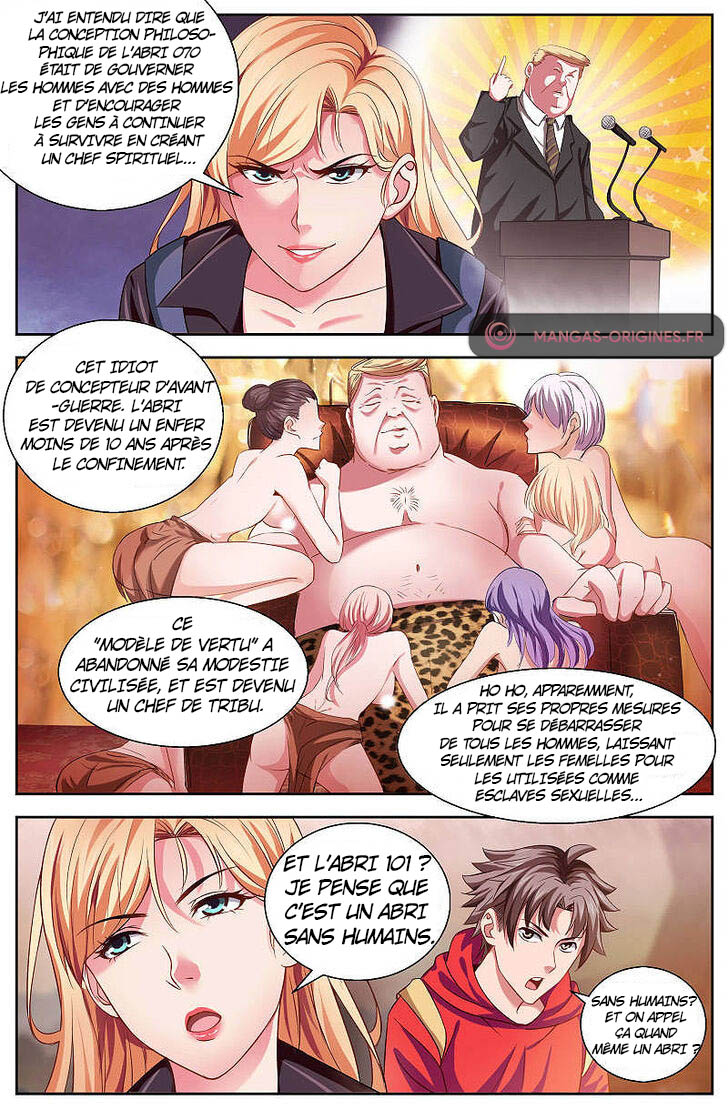 J'AI ENTENDU DIRE QUE
LA CONCEPTION PHILOSO-
PHIQUE DE L'ABRI 070
ÉTAIT DE GOUVERNER
LES HOMMES AVEC DES HOMMES
ET D'ENCOURAGER
LES GENS À CONTINUER
À SURVIVRE EN CRÉANT
UN CHEF SPIRITUEL...
MANGAS-ORIGINES.FR
CET IDIOT
DE CONCEPTEUR D'AVANT
-GUERRE. L'ABRI
EST DEVENU UN ENFER
MOINS DE 10 ANS APRÈS
LE CONFINEMENT.
CE
"MODÈLE DE VERTU" A
ABANDONNÉ SA MODESTIE
CIVILISÉE, ET EST DEVENU
UN CHEF DE TRIBU.
HO HO, APPAREMMENT,
IL A PRIT SES PROPRES MESURES
POUR SE DÉBARRASSER
DE TOUS LES HOMMES, LAISSANT
SEULEMENT LES FEMELLES POUR
LES UTILISÉES COMME
ESCLAVES SEXUELLES...
ET L'ABRI 101 ?
JE PENSE QUE
C'EST UN ABRI
SANS HUMAINS.
SANS HUMAINS?
ET ON APPEL
ÇA QUAND
MÊME UN ABRI ?